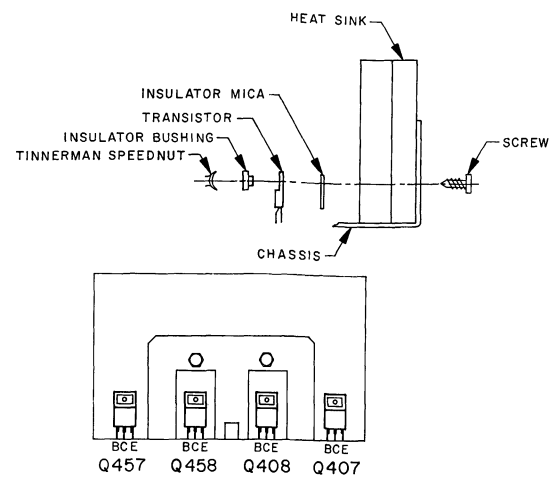 HEAT SINK
INSULATOR MICA
TRANSISTOR
INSULATOR BUSHING
TINNERMAN SPEEDNUT
SCREW
CHASSIS
BCE BCE BCE BCE
Q457 Q458 Q408 Q407